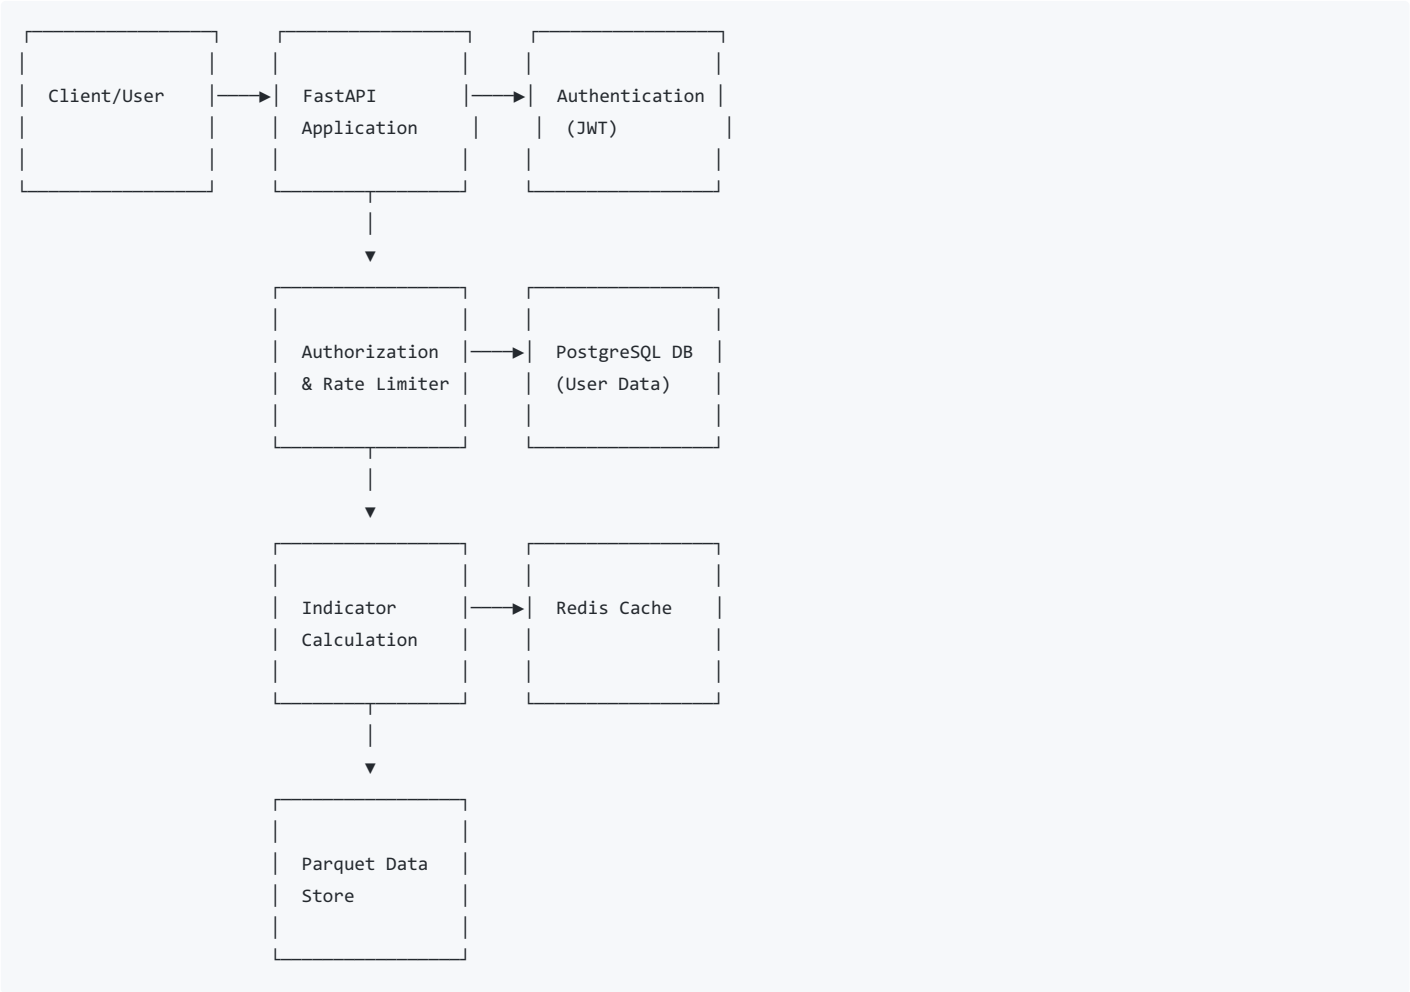 Client/User
FastAPI
Application
Authentication
(JWT)
Authorization
& Rate Limiter
PostgreSQL DB
(User Data)
Indicator
Calculation
Redis Cache
Parquet Data
Store